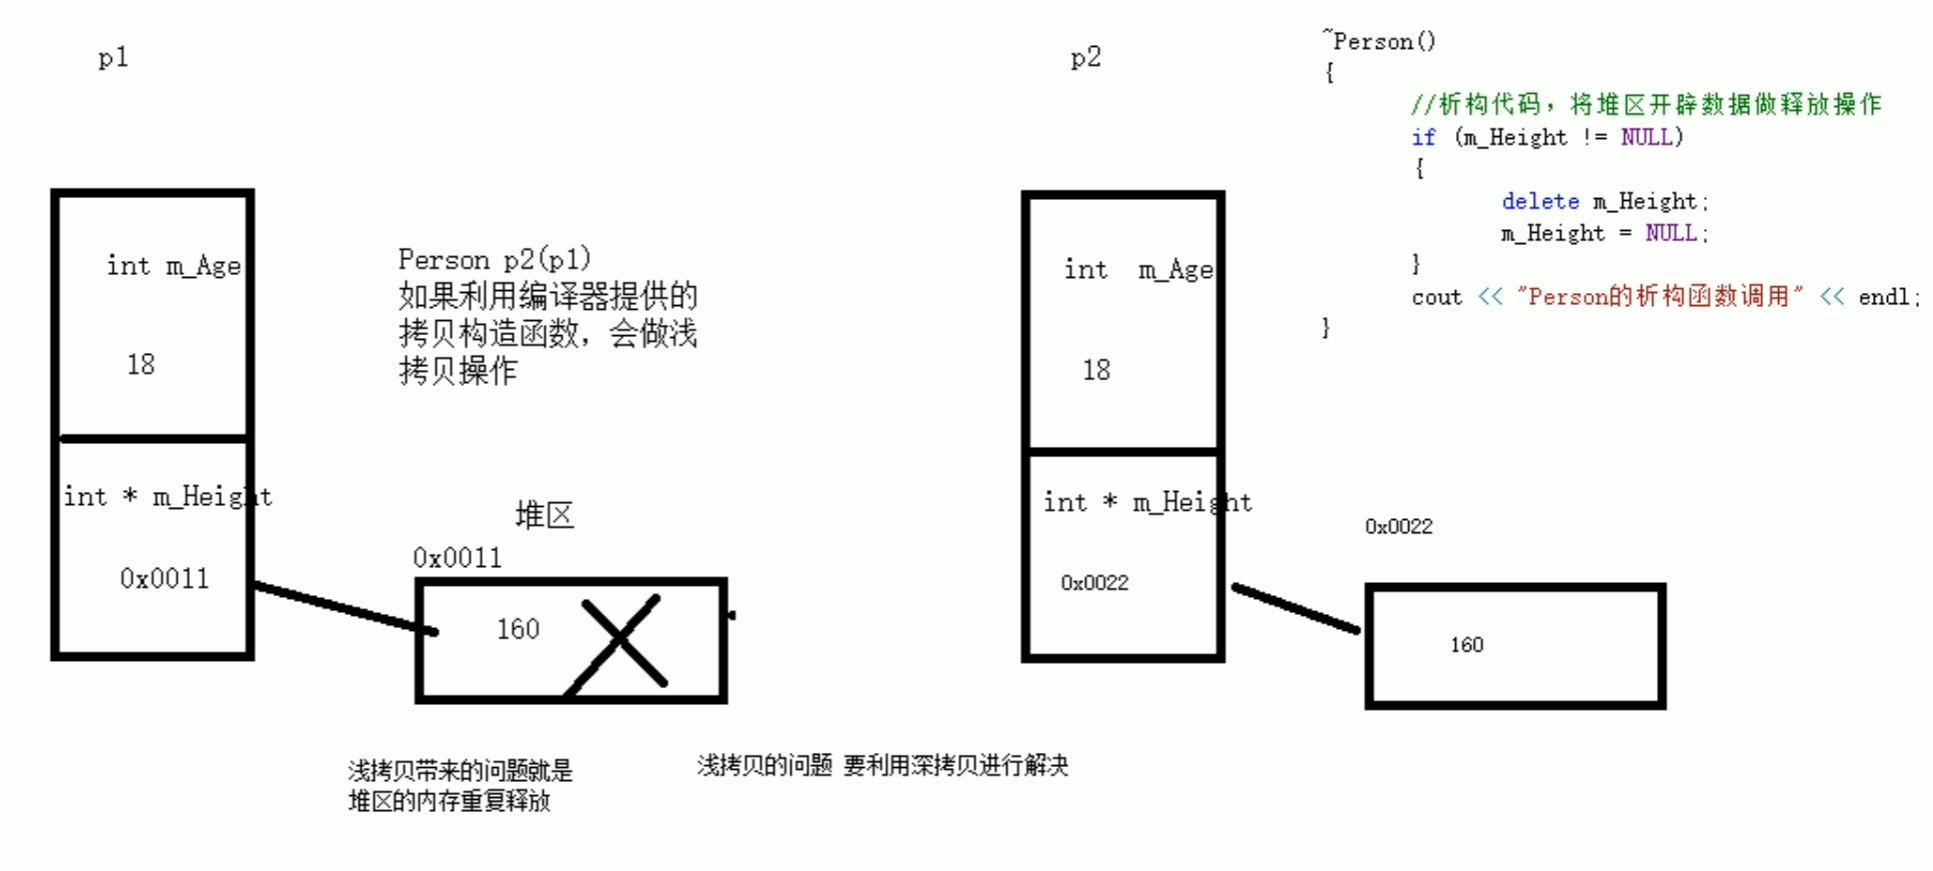 p1
int m_Age
18
int * m_Height
0x0011
Person p2(p1)
如果利用编译器提供的
拷贝构造函数，会做浅
拷贝操作
堆区
0x0011
160
浅拷贝带来的问题就是
堆区的内存重复释放
浅拷贝的问题 要利用深拷贝进行解决
p2
int  m_Age
18
int * m_Height
0x0022
0x0022
160
~Person()
{
//析构代码，将堆区开辟数据做释放操作
if (m_Height != NULL)
{
delete m_Height;
m_Height = NULL;
}
cout << "Person的析构函数调用" << endl;
}